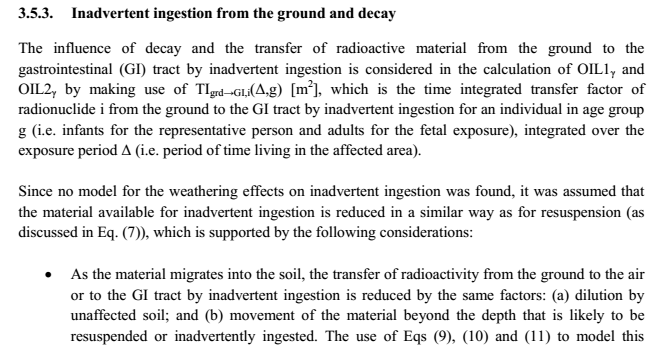 3.5.3. Inadvertent ingestion from the ground and decay
The influence of decay and the transfer of radioactive material from the ground to the
gastrointestinal (GI) tract by inadvertent ingestion is considered in the calculation of OIL1γ and
OIL2γ by making use of TIgrd→GI,i(Δ,g) [m²], which is the time integrated transfer factor of
radionuclide i from the ground to the GI tract by inadvertent ingestion for an individual in age group
g (i.e. infants for the representative person and adults for the fetal exposure), integrated over the
exposure period Δ (i.e. period of time living in the affected area).
Since no model for the weathering effects on inadvertent ingestion was found, it was assumed that
the material available for inadvertent ingestion is reduced in a similar way as for resuspension (as
discussed in Eq. (7)), which is supported by the following considerations:
• As the material migrates into the soil, the transfer of radioactivity from the ground to the air
or to the GI tract by inadvertent ingestion is reduced by the same factors: (a) dilution by
unaffected soil; and (b) movement of the material beyond the depth that is likely to be
resuspended or inadvertently ingested. The use of Eqs (9), (10) and (11) to model this